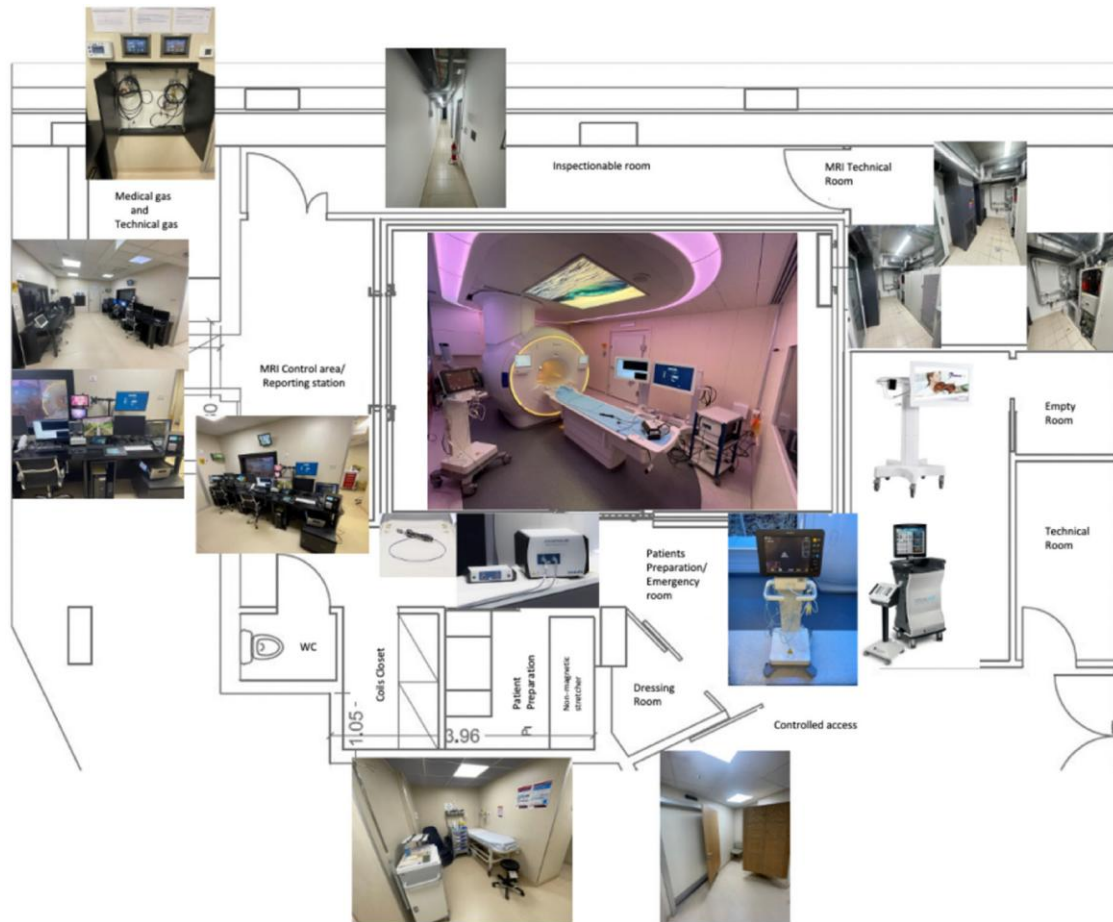 Inspectionable room
MRI Technical
Room
Medical gas
and
Technical gas
MRI Control area/
Reporting station
Empty
Room
Technical
Room
Patients
Preparation/
Emergency
room
WC
Coils Closet
Patient
Preparation
Non-magnetic
stretcher
Dressing
Room
Controlled access
1.05
3.96